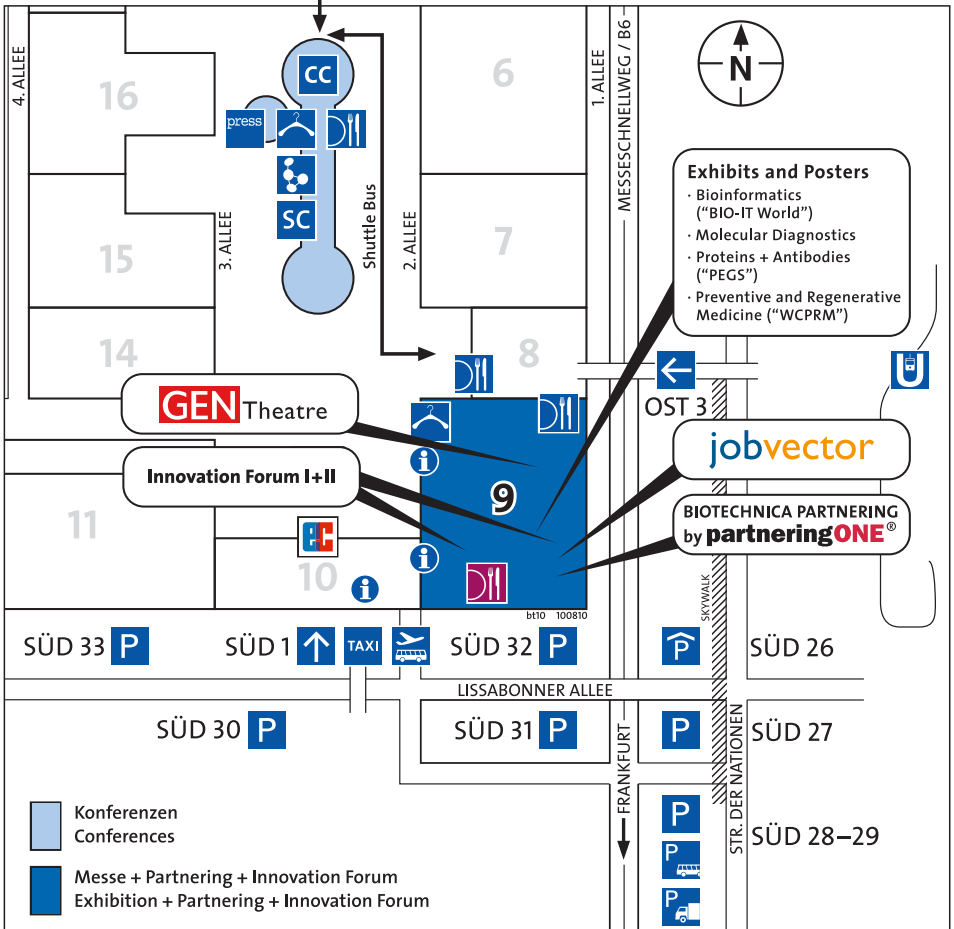 4. ALLEE
16
CC
6
1. ALLEE
MESSESCHNELLWEG / B6
N
press
SC
Exhibits and Posters
· Bioinformatics
(“BIO-IT World”)
· Molecular Diagnostics
· Proteins + Antibodies
(“PEGS”)
· Preventive and Regenerative
Medicine (“WCPRM”)
15
3. ALLEE
Shuttle Bus
2. ALLEE
7
14
8
U
OST 3
GEN Theatre
jobvector
Innovation Forum I+II
i
9
BIOTECHNICA PARTNERING
by partneringONE®
11
ec
10
i
i
bt10 100810
SKYWALK
SÜD 33 P
SÜD 1
TAXI
SÜD 32 P
P
SÜD 26
LISSABONNER ALLEE
SÜD 30 P
SÜD 31 P
FRANKFURT
P
SÜD 27
STR. DER NATIONEN
P
SÜD 28–29
P
P
Konferenzen
Conferences
Messe + Partnering + Innovation Forum
Exhibition + Partnering + Innovation Forum